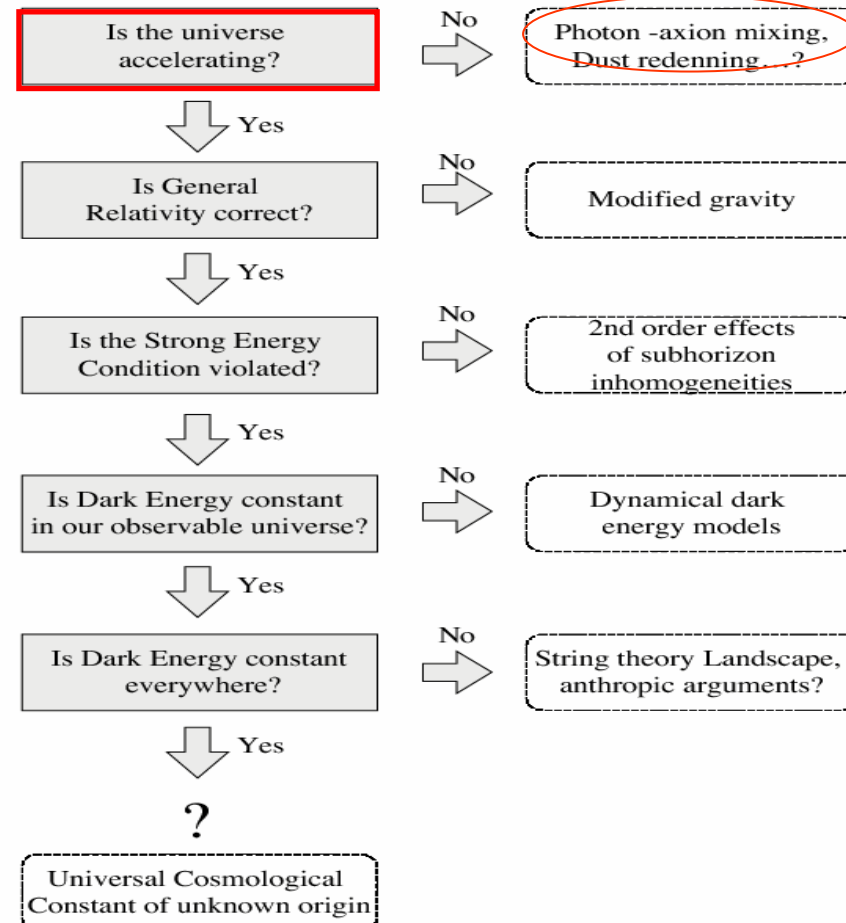 Is the universe
accelerating?
No
Photon -axion mixing,
Dust redenning...?
Yes
Is General
Relativity correct?
No
Modified gravity
Yes
Is the Strong Energy
Condition violated?
No
2nd order effects
of subhorizon
inhomogeneities
Yes
Is Dark Energy constant
in our observable universe?
No
Dynamical dark
energy models
Yes
Is Dark Energy constant
everywhere?
No
String theory Landscape,
anthropic arguments?
Yes
?
Universal Cosmological
Constant of unknown origin